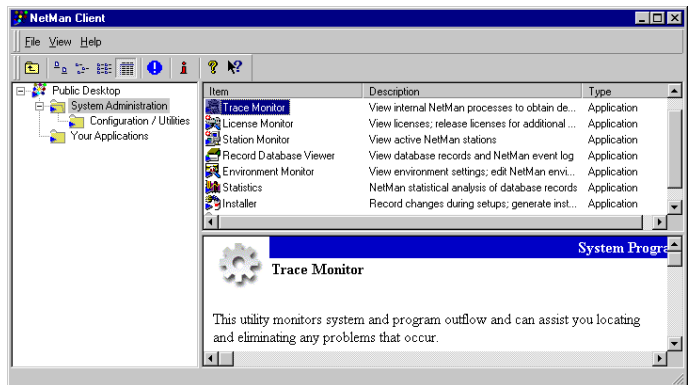 NetMan Client
File View Help
Public Desktop
System Administration
Configuration / Utilities
Your Applications
Item Description Type
Trace Monitor View internal NetMan processes to obtain de... Application
License Monitor View licenses; release licenses for additional ... Application
Station Monitor View active NetMan stations Application
Record Database Viewer View database records and NetMan event log Application
Environment Monitor View environment settings; edit NetMan envi... Application
Statistics NetMan statistical analysis of database records Application
Installer Record changes during setups; generate inst... Application
System Progra
Trace Monitor
This utility monitors system and program outflow and can assist you locating
and eliminating any problems that occur.